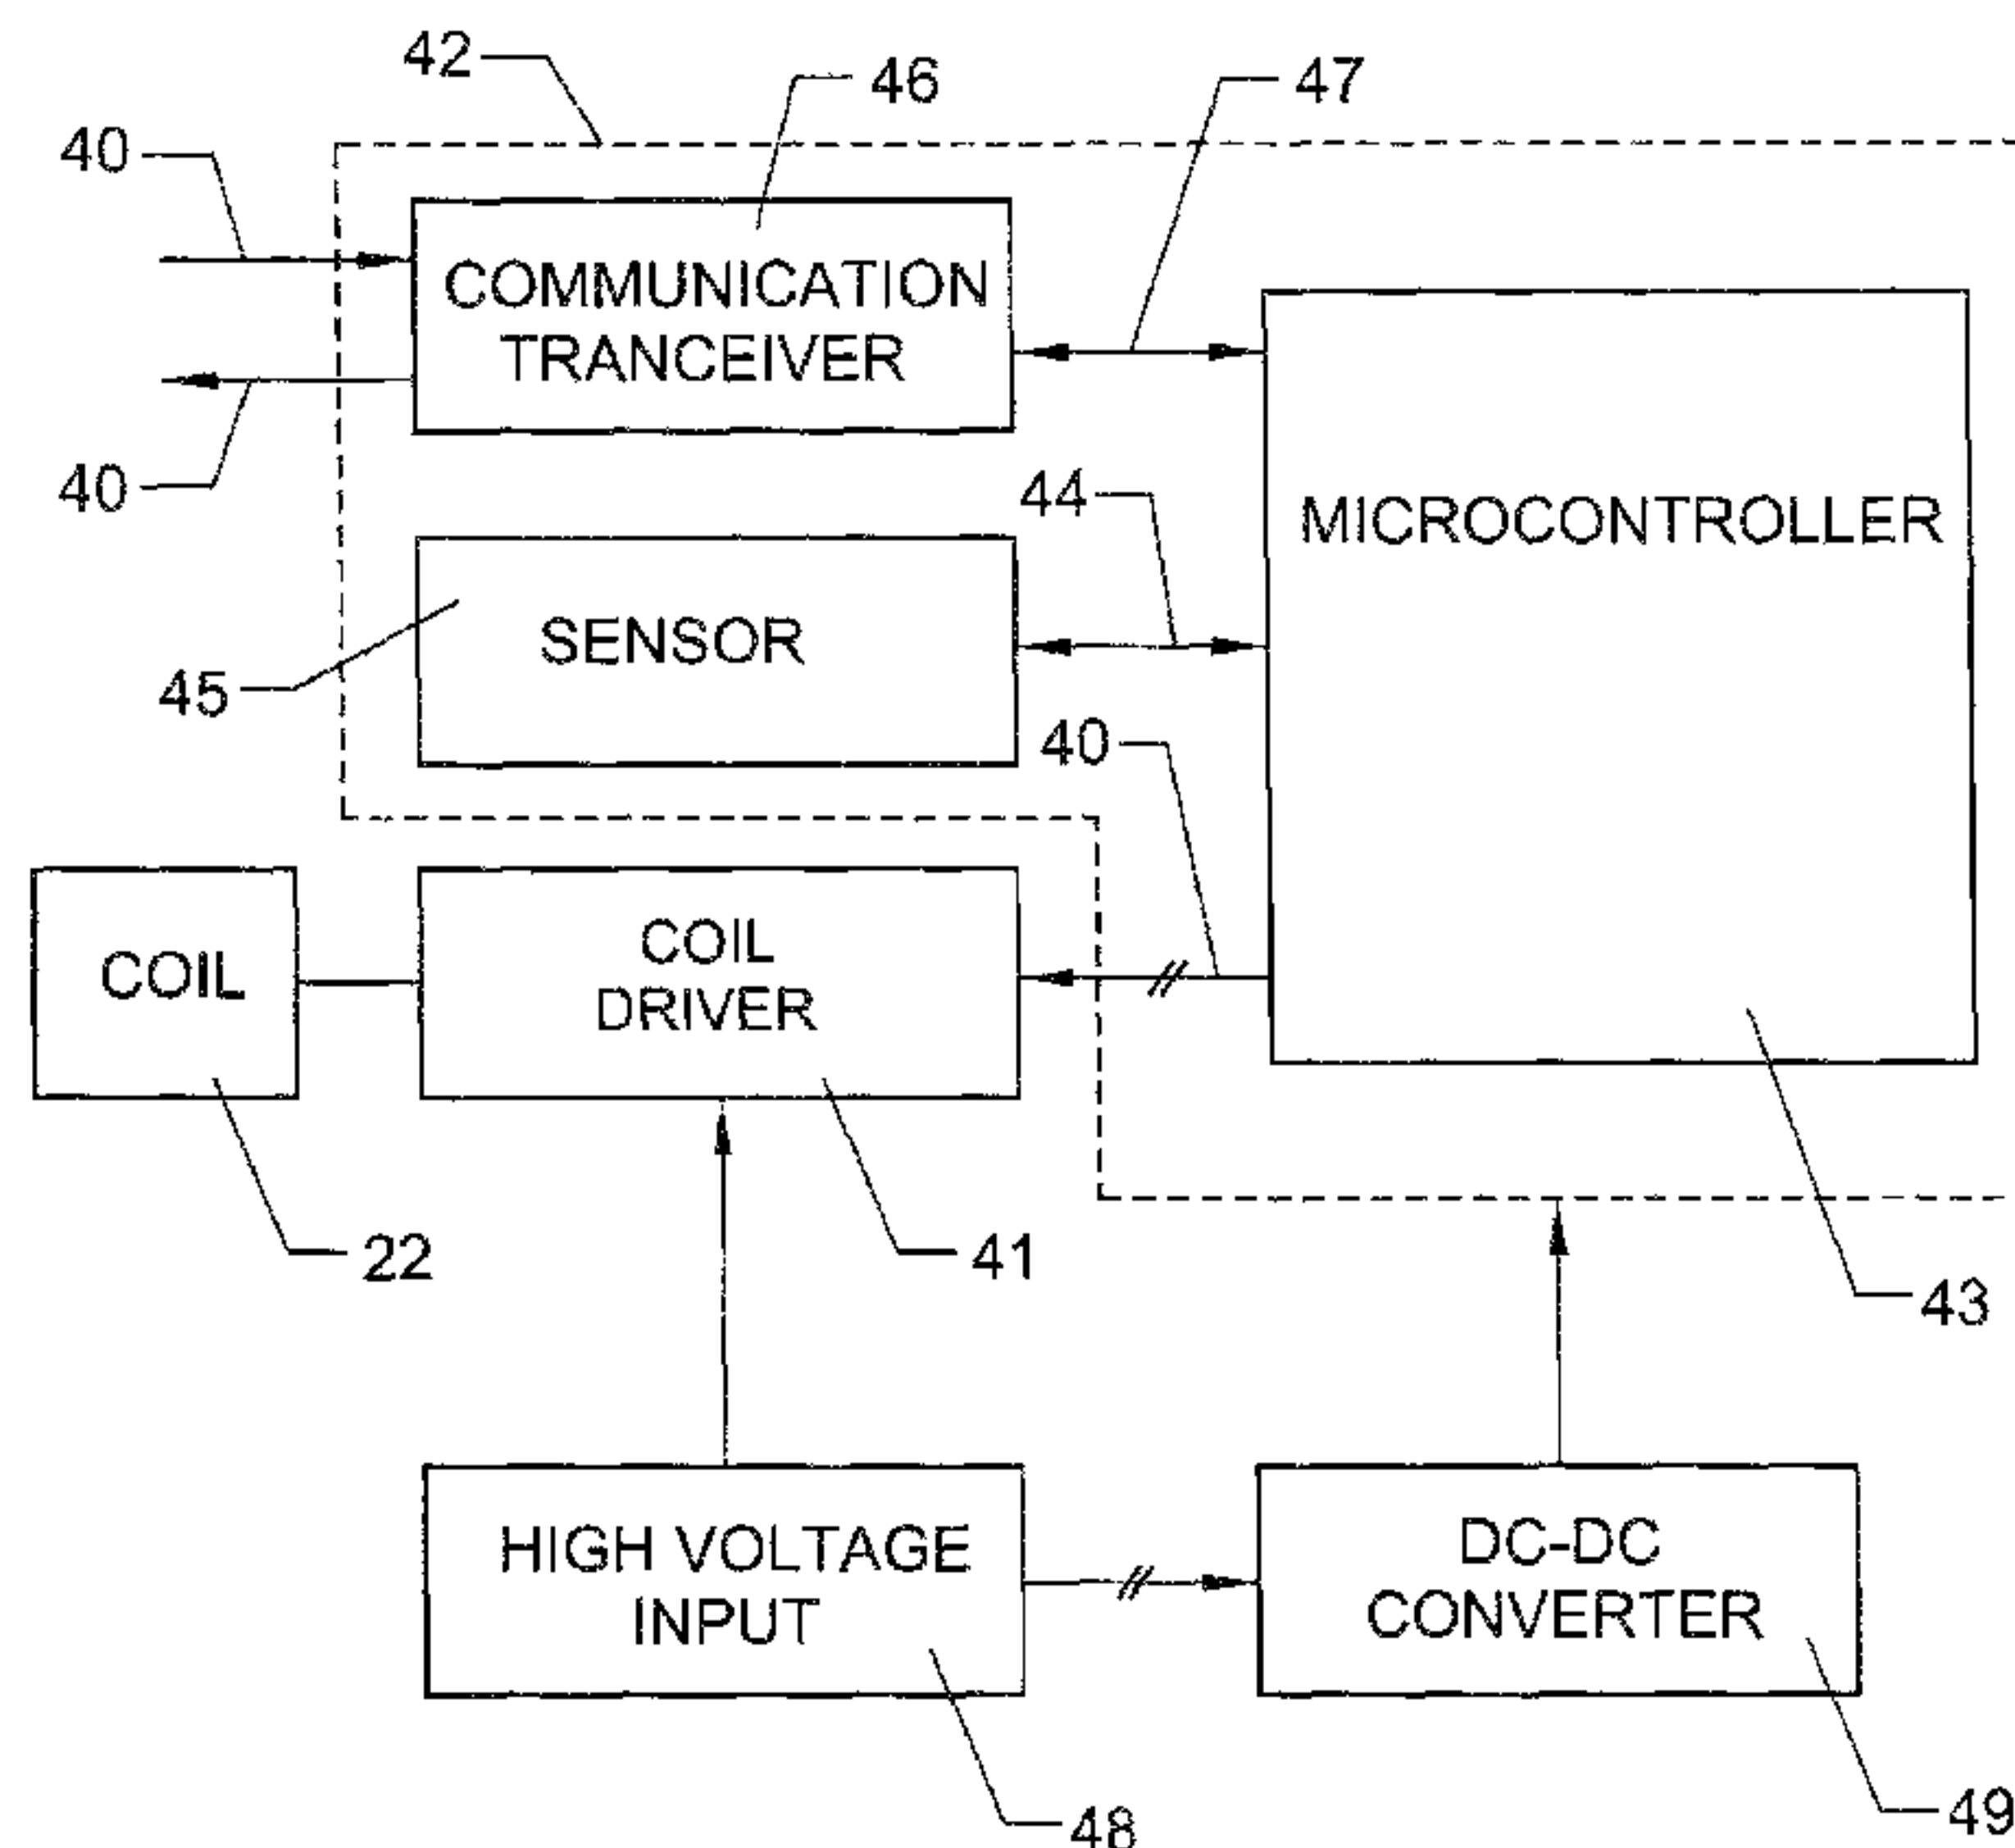 42
46
47
40
COMMUNICATION
TRANCEIVER
40
44
MICROCONTROLLER
SENSOR
45
40
COIL
COIL
DRIVER
22
41
43
HIGH VOLTAGE
INPUT
DC-DC
CONVERTER
48
49